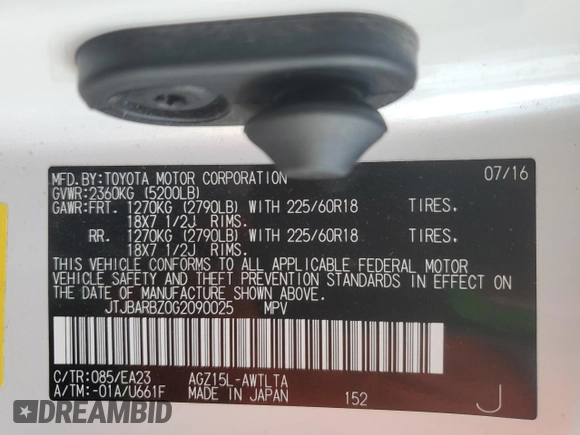 MFD.BY:TOYOTA MOTOR CORPORATION 07/16
GVWR:2360KG (5200LB)
GAWR:FRT. 1270KG (2790LB) WITH 225/60R18 TIRES.
18X7 1/2J RIMS.
RR. 1270KG (2790LB) WITH 225/60R18 TIRES.
18X7 1/2J RIMS.
THIS VEHICLE CONFORMS TO ALL APPLICABLE FEDERAL MOTOR
VEHICLE SAFETY AND THEFT PREVENTION STANDARDS IN EFFECT ON
THE DATE OF MANUFACTURE SHOWN ABOVE.
JTJBARBZ0G2090025 MPV
C/TR:085/EA23 AGZ15L-AWTLTA
A/TM:-01A/U661F MADE IN JAPAN 152 J
DREAMBID